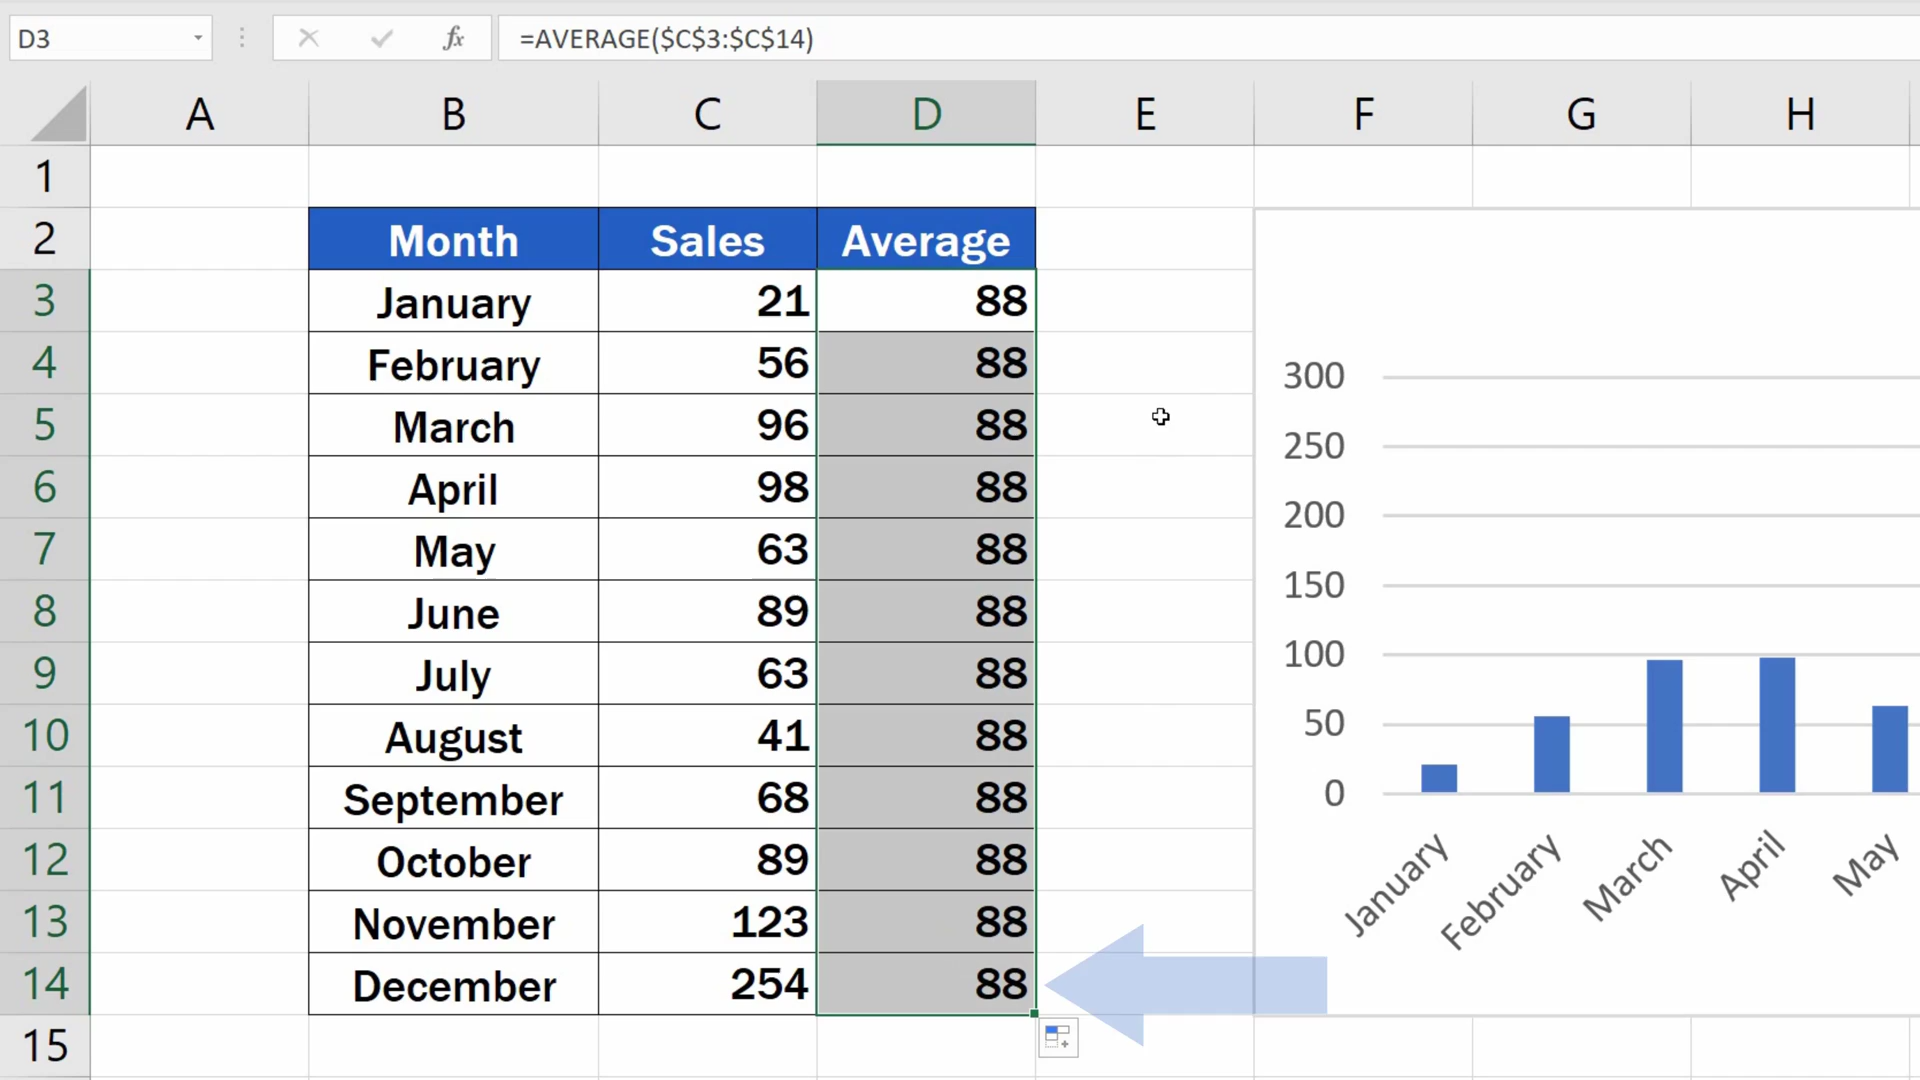 D3 fx =AVERAGE($C$3:$C$14)
A B C D E F G H
1
2 Month Sales Average
3 January 21 88
4 February 56 88
5 March 96 88
6 April 98 88
7 May 63 88
8 June 89 88
9 July 63 88
10 August 41 88
11 September 68 88
12 October 89 88
13 November 123 88
14 December 254 88
15
300
250
200
150
100
50
0
January February March April May